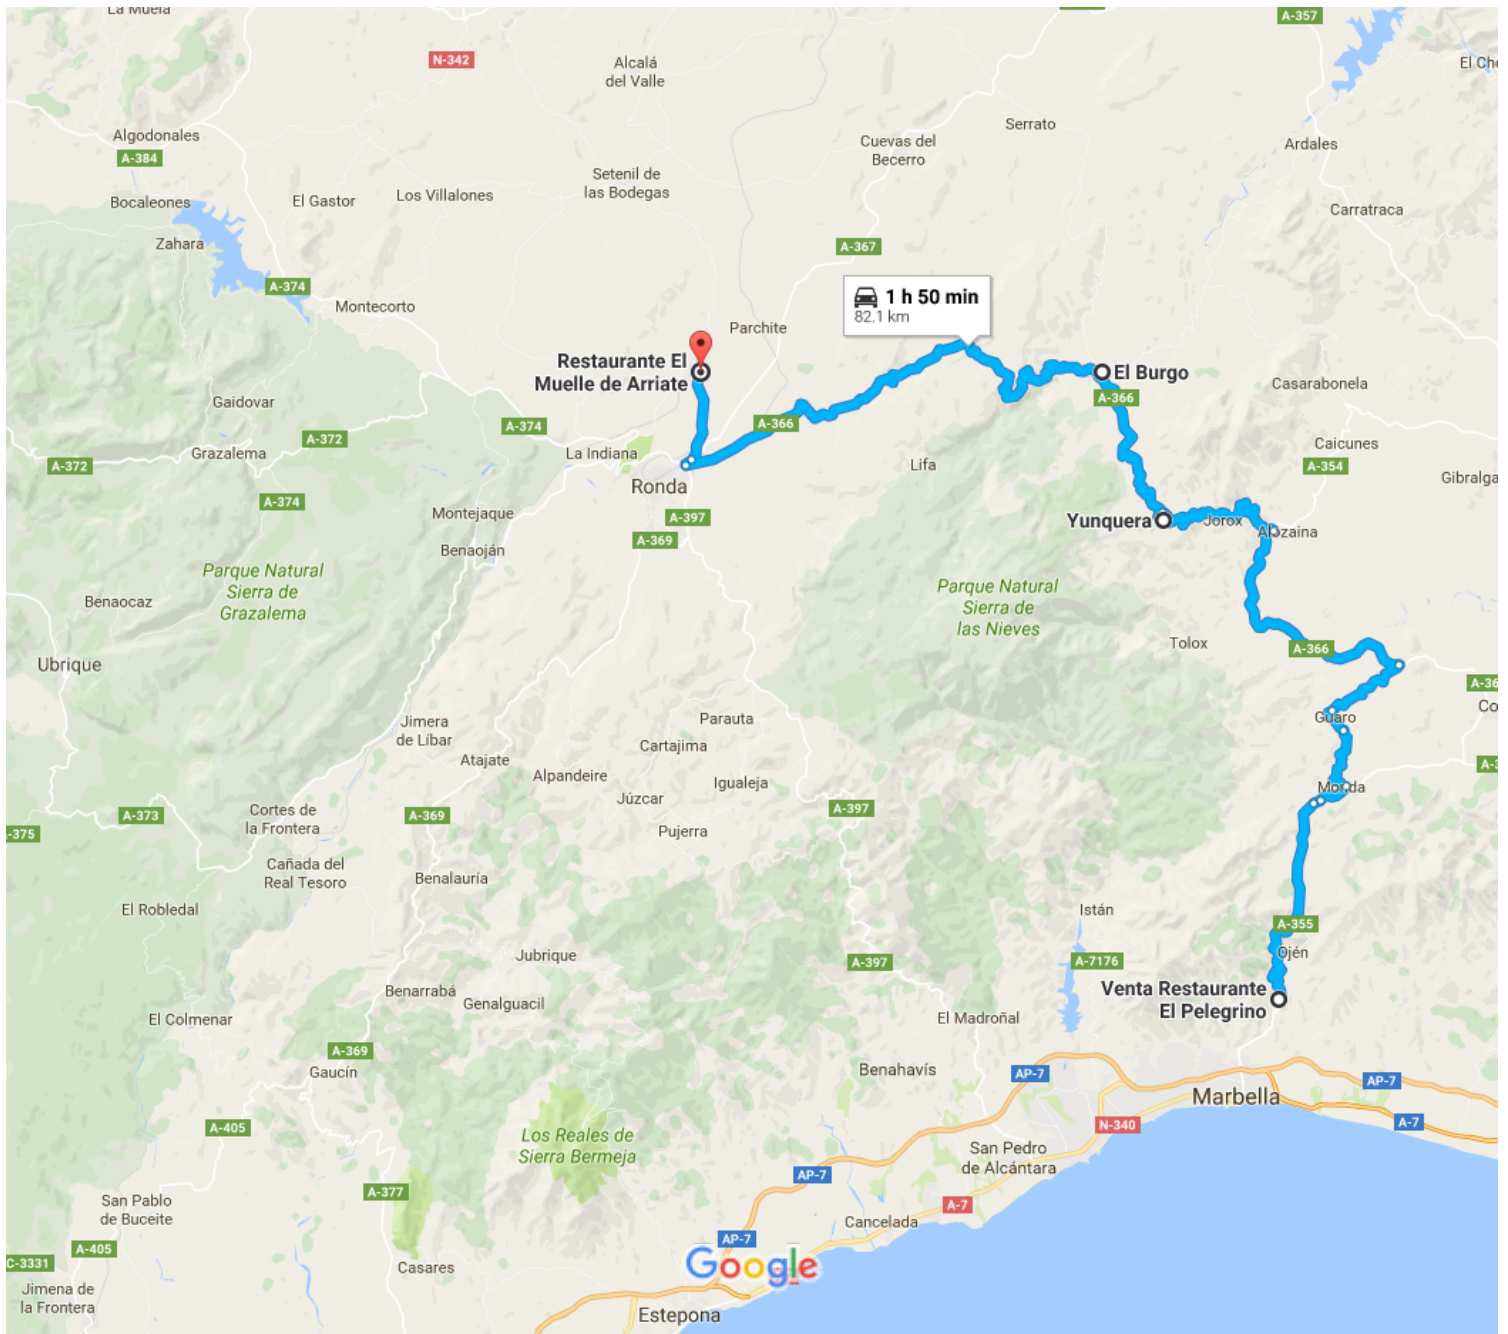 La Muela
A-357
N-342
Alcalá
del Valle
El Cho
Serrato
Algodonales
A-384
Cuevas del
Becerro
Ardales
Setenil de
las Bodegas
Bocaleones
El Gastor
Los Villalones
Carratraca
Zahara
A-367
A-374
Montecorto
1 h 50 min
82.1 km
Parchite
Restaurante El
Muelle de Arriate
El Burgo
Casarabonela
A-366
Gaidovar
A-372
A-374
A-366
Grazalema
La Indiana
Caicunes
A-372
Lifa
A-354
Gibralga
Ronda
A-374
Montejaque
A-397
Yunquera
Jorox
Alozaina
A-369
Benaoján
Parque Natural
Sierra de
Grazalema
Parque Natural
Sierra de
las Nieves
Benaocaz
Tolox
A-366
Ubrique
A-36
Co
Jimera
de Líbar
Parauta
Guaro
Cartajima
Atajate
Alpandeire
Igualeja
A-3
Monda
Júzcar
Cortes de
la Frontera
A-373
A-369
A-397
-375
Pujerra
Cañada del
Real Tesoro
Benalauría
El Robledal
Istán
A-355
Jubrique
Ojén
A-397
A-7176
Benarrabá
Genalguacil
Venta Restaurante
El Pelegrino
El Colmenar
El Madroñal
A-369
Gaucín
Benahavís
AP-7
AP-7
Marbella
A-405
N-340
A-7
Los Reales de
Sierra Bermeja
San Pedro
de Alcántara
AP-7
A-377
San Pablo
de Buceite
A-7
Cancelada
A-405
AP-7
C-3331
Casares
Google
Jimena de
la Frontera
Estepona